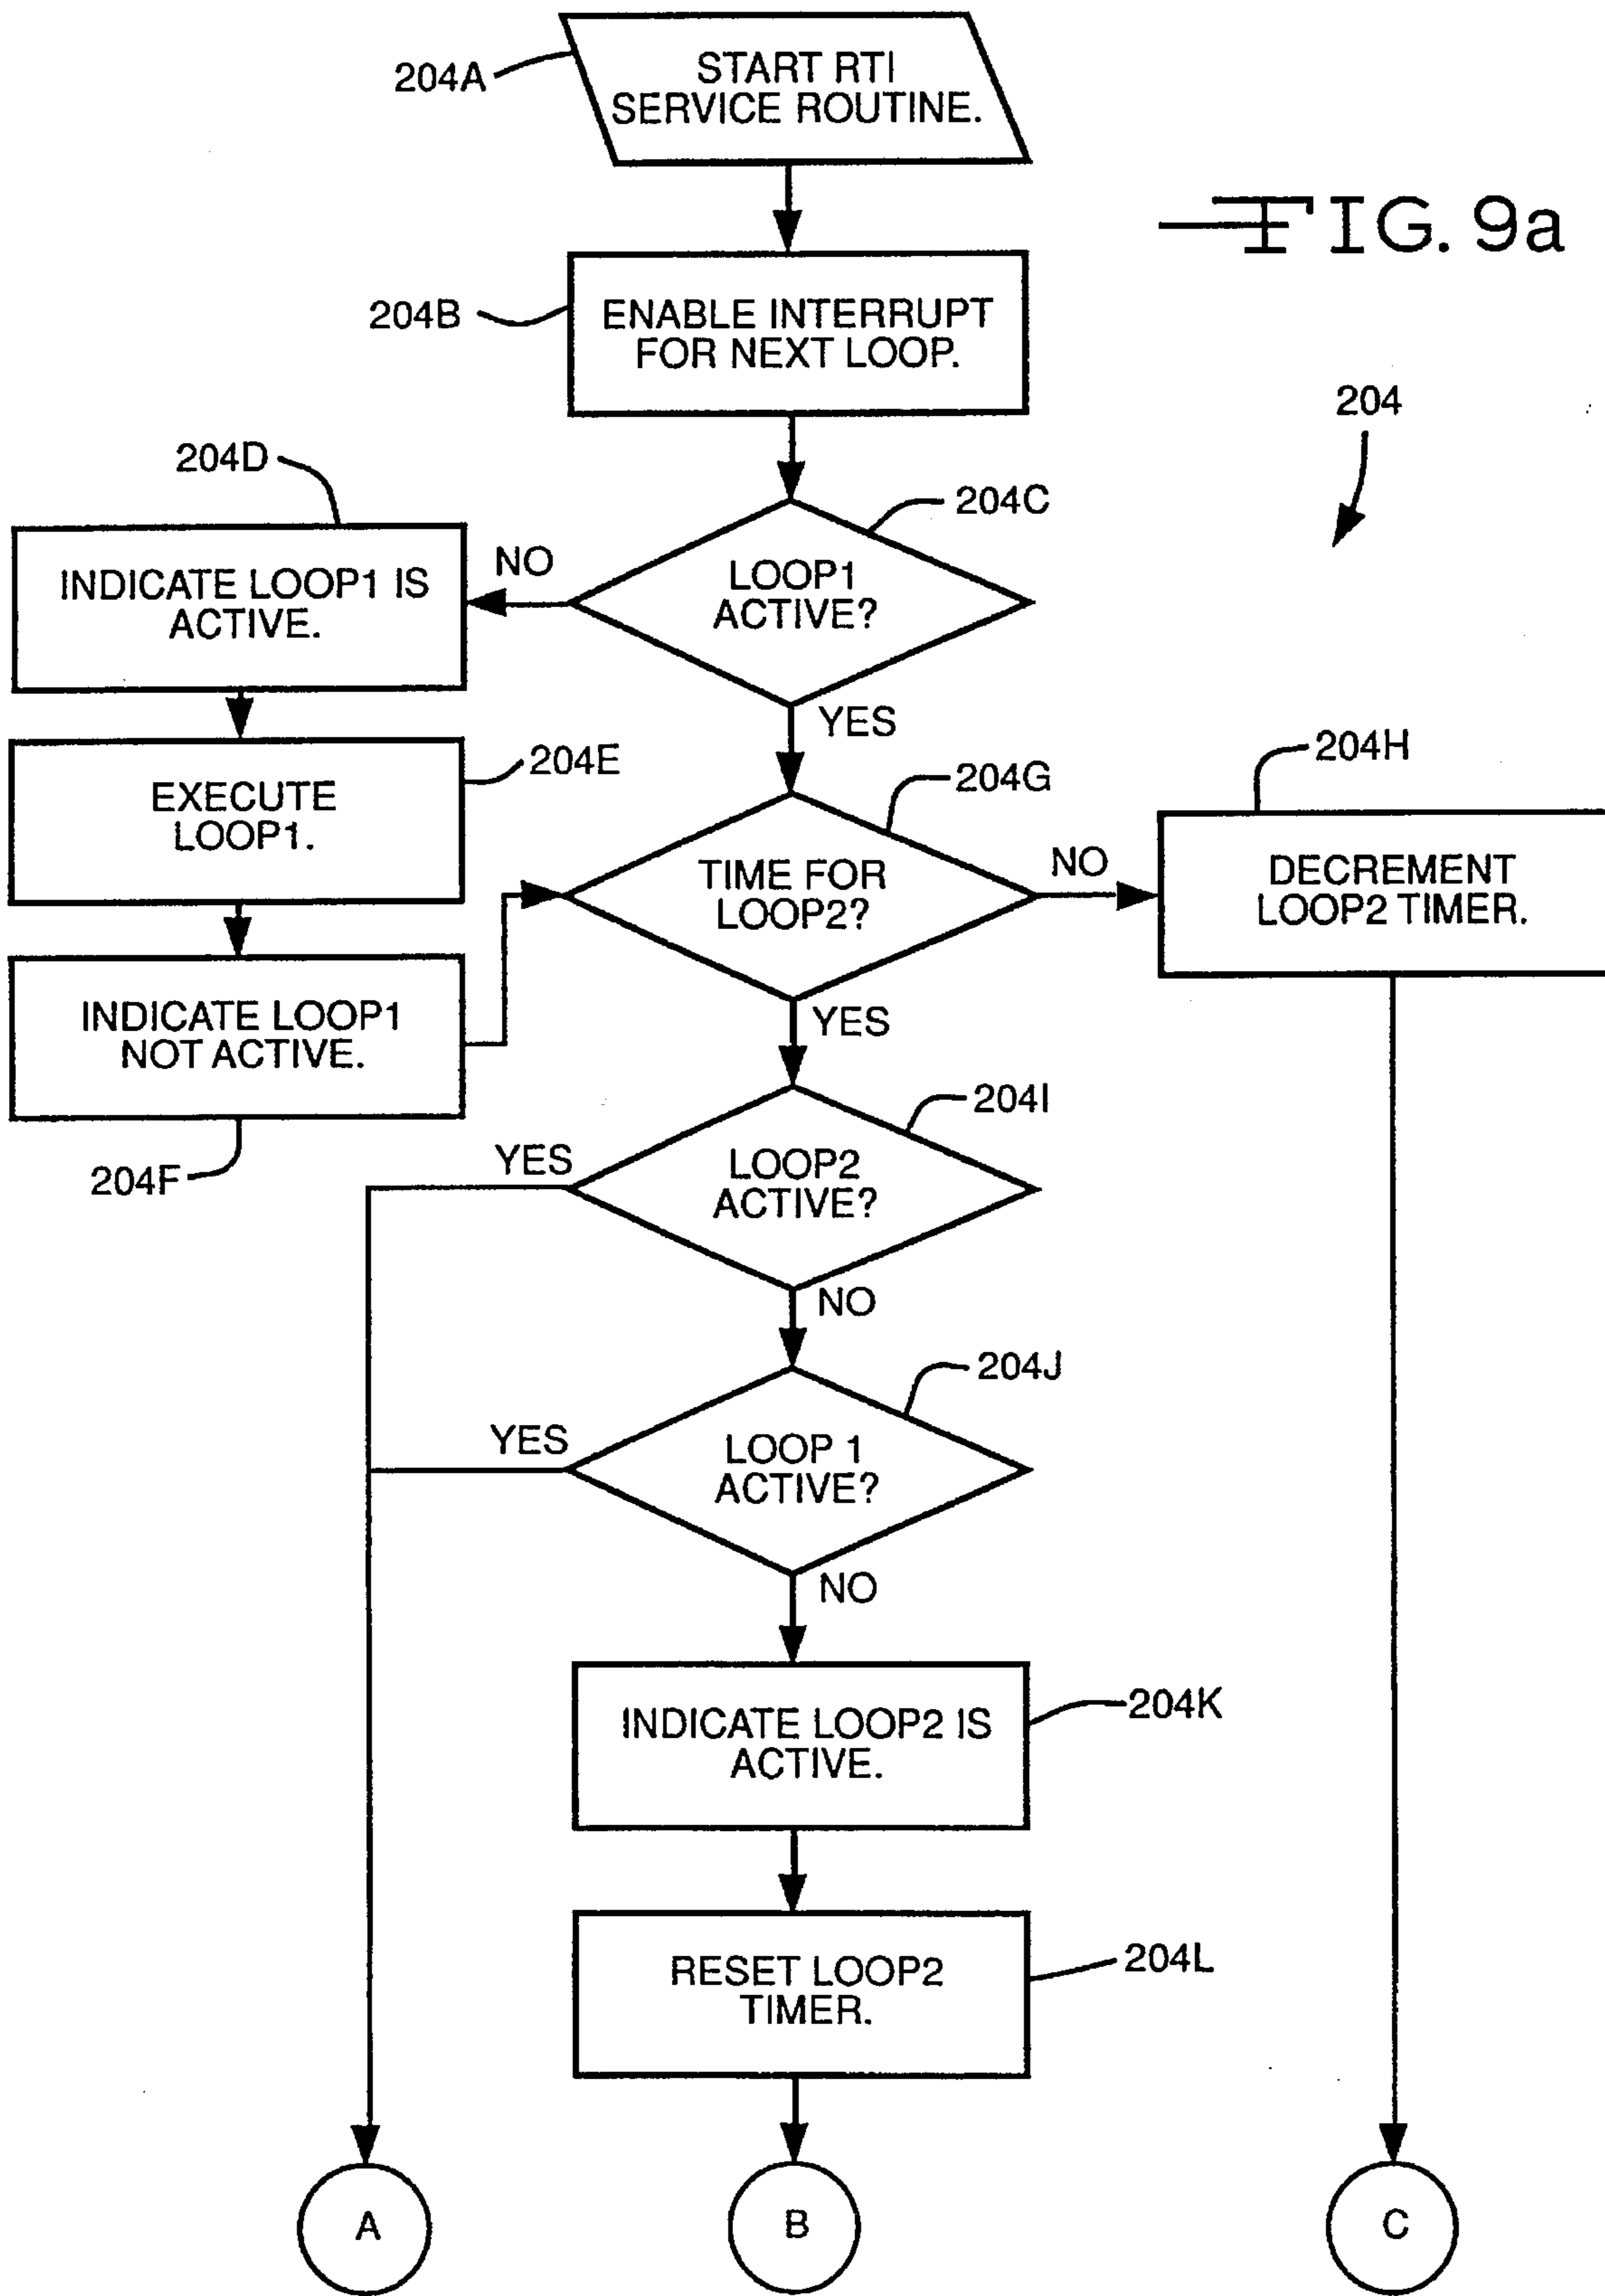 204A
START RTI
SERVICE ROUTINE.
FIG. 9a
204B
ENABLE INTERRUPT
FOR NEXT LOOP.
204
204D
204C
INDICATE LOOP1 IS
ACTIVE.
NO
LOOP1
ACTIVE?
YES
204E
EXECUTE
LOOP1.
204G
204H
TIME FOR
LOOP2?
NO
DECREMENT
LOOP2 TIMER.
INDICATE LOOP1
NOT ACTIVE.
YES
204F
204I
YES
LOOP2
ACTIVE?
NO
204J
YES
LOOP 1
ACTIVE?
NO
INDICATE LOOP2 IS
ACTIVE.
204K
RESET LOOP2
TIMER.
204L
A
B
C